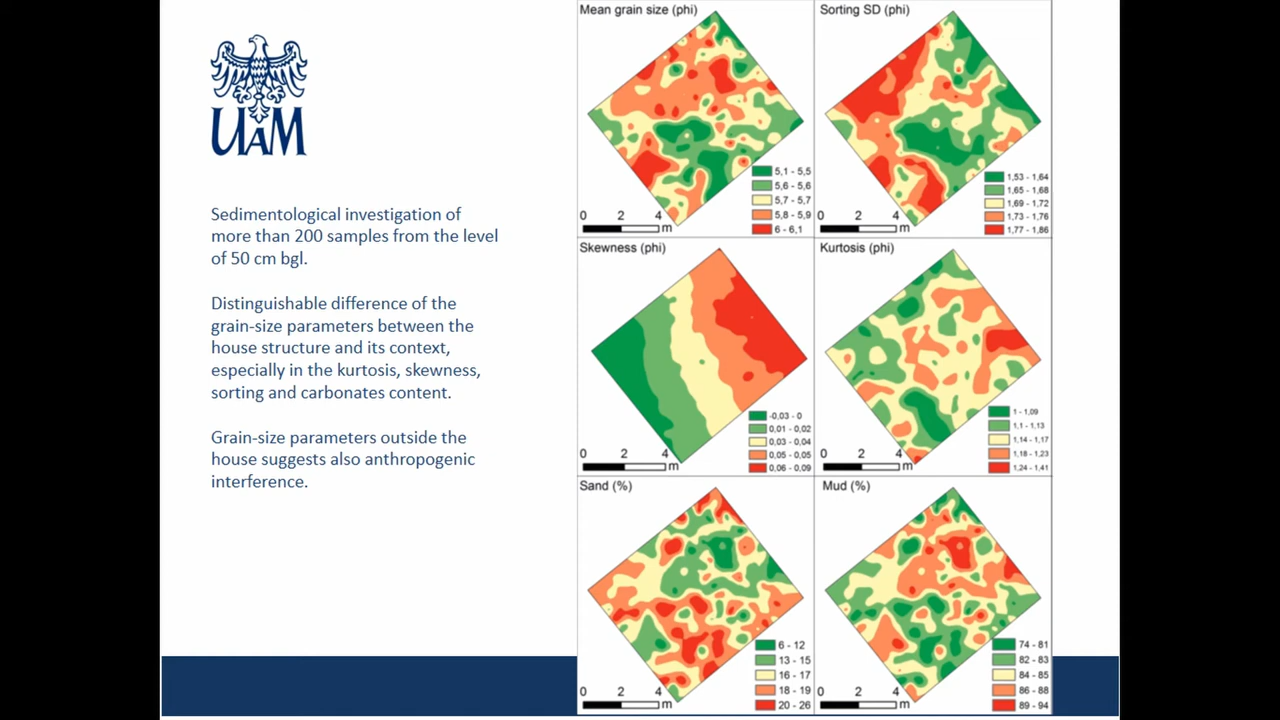 UAM
Sedimentological investigation of
more than 200 samples from the level
of 50 cm bgl.
Distinguishable difference of the
grain-size parameters between the
house structure and its context,
especially in the kurtosis, skewness,
sorting and carbonates content.
Grain-size parameters outside the
house suggests also anthropogenic
interference.
Mean grain size (phi)
5,1 - 5,5
5,6 - 5,6
5,7 - 5,7
5,8 - 5,9
6 - 6,1
0 2 4
m
Sorting SD (phi)
1,53 - 1,64
1,65 - 1,68
1,69 - 1,72
1,73 - 1,76
1,77 - 1,86
0 2 4
m
Skewness (phi)
-0,03 - 0
0,01 - 0,02
0,03 - 0,04
0,05 - 0,05
0,06 - 0,09
0 2 4
m
Kurtosis (phi)
1 - 1,09
1,1 - 1,13
1,14 - 1,17
1,18 - 1,23
1,24 - 1,41
0 2 4
m
Sand (%)
6 - 12
13 - 15
16 - 17
18 - 19
20 - 26
0 2 4
m
Mud (%)
74 - 81
82 - 83
84 - 85
86 - 88
89 - 94
0 2 4
m